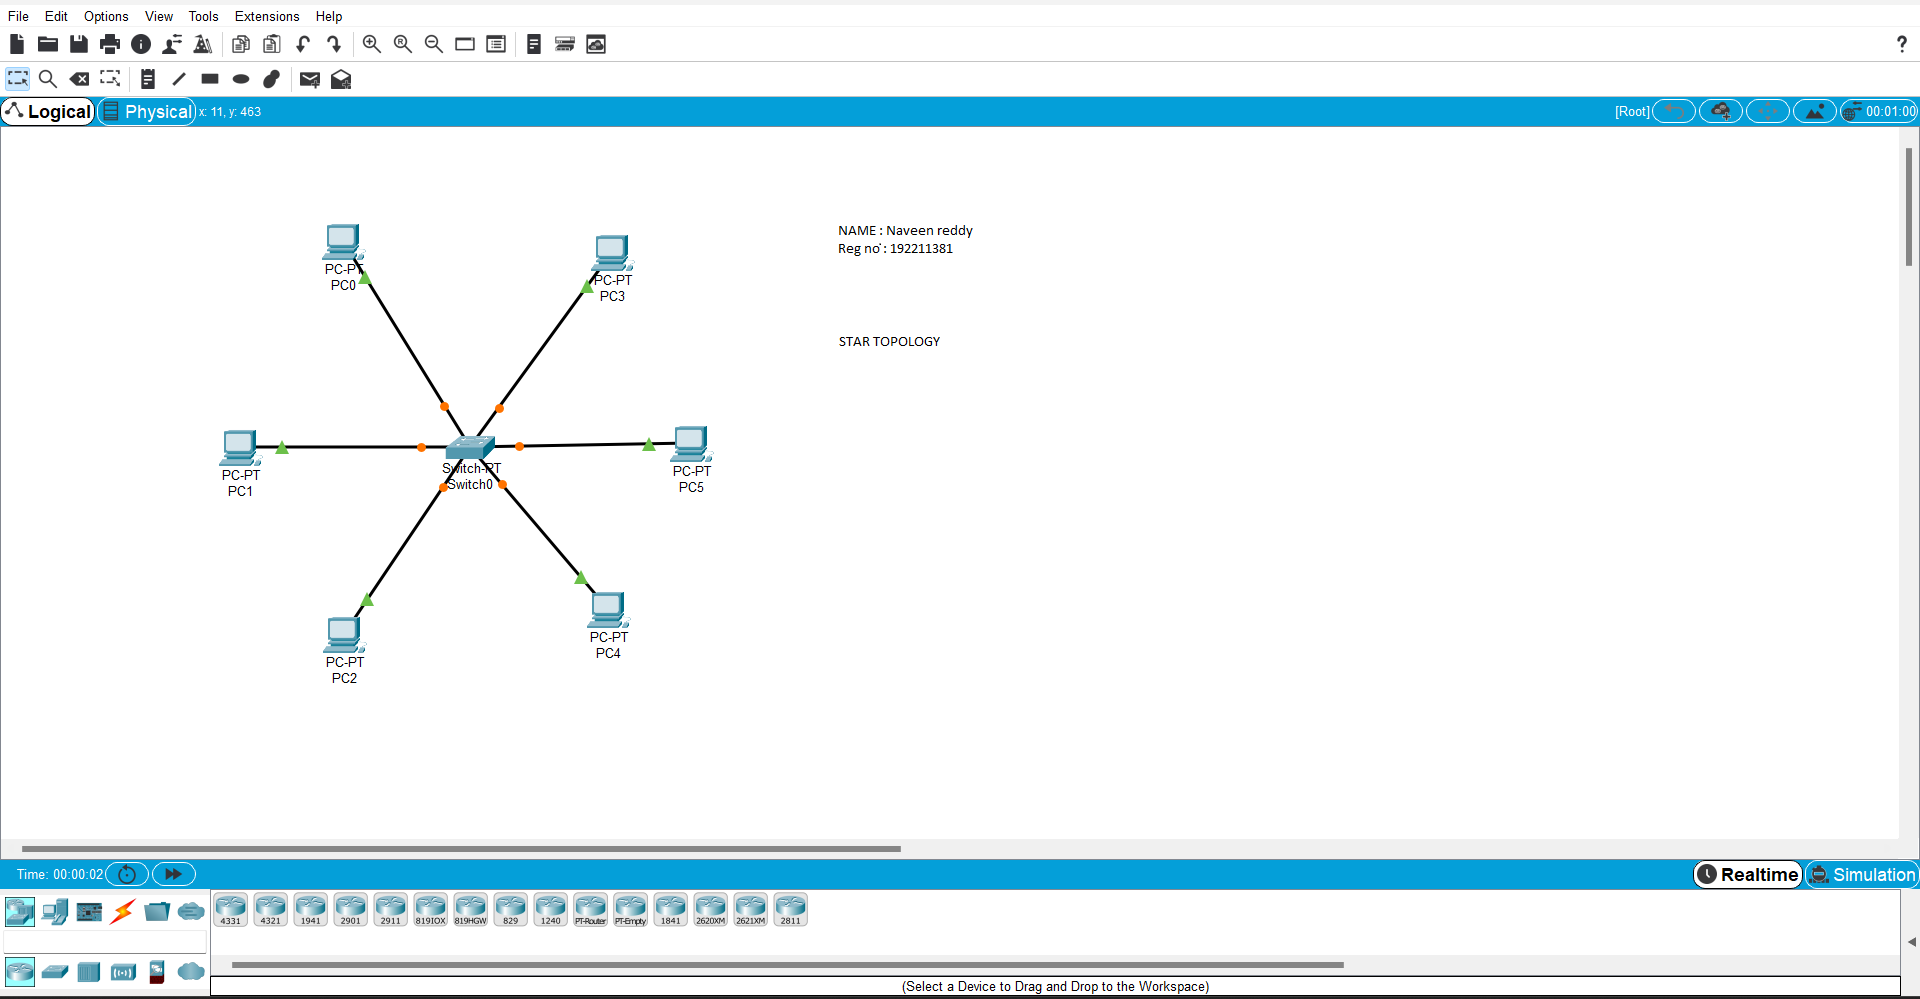 File Edit Options View Tools Extensions Help
?
Logical Physical x: 11, y: 463 [Root] 00:01:00
NAME : Naveen reddy
Reg no : 192211381
STAR TOPOLOGY
PC-PT
PC0
PC-PT
PC3
PC-PT
PC1
Switch-PT
Switch0
PC-PT
PC5
PC-PT
PC2
PC-PT
PC4
Time: 00:00:02 Realtime Simulation
4331 4321 1941 2901 2911 819IOX 819HGW 829 1240 PT-Router PT-Empty 1841 2620XM 2621XM 2811
(Select a Device to Drag and Drop to the Workspace)